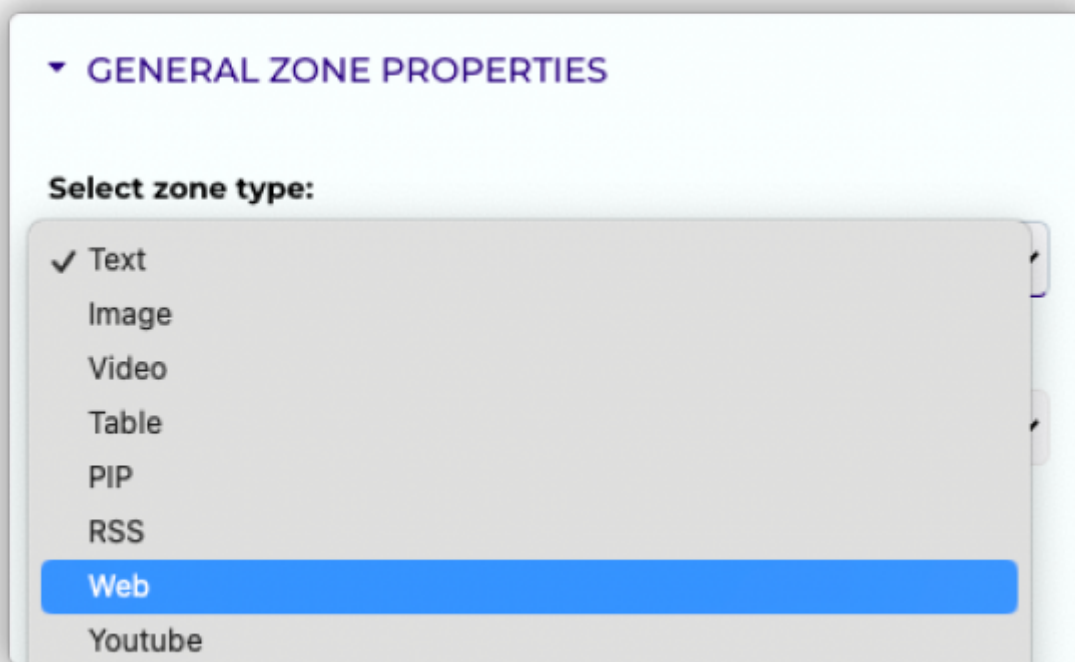 GENERAL ZONE PROPERTIES
Select zone type:
Text
Image
Video
Table
PIP
RSS
Web
Youtube